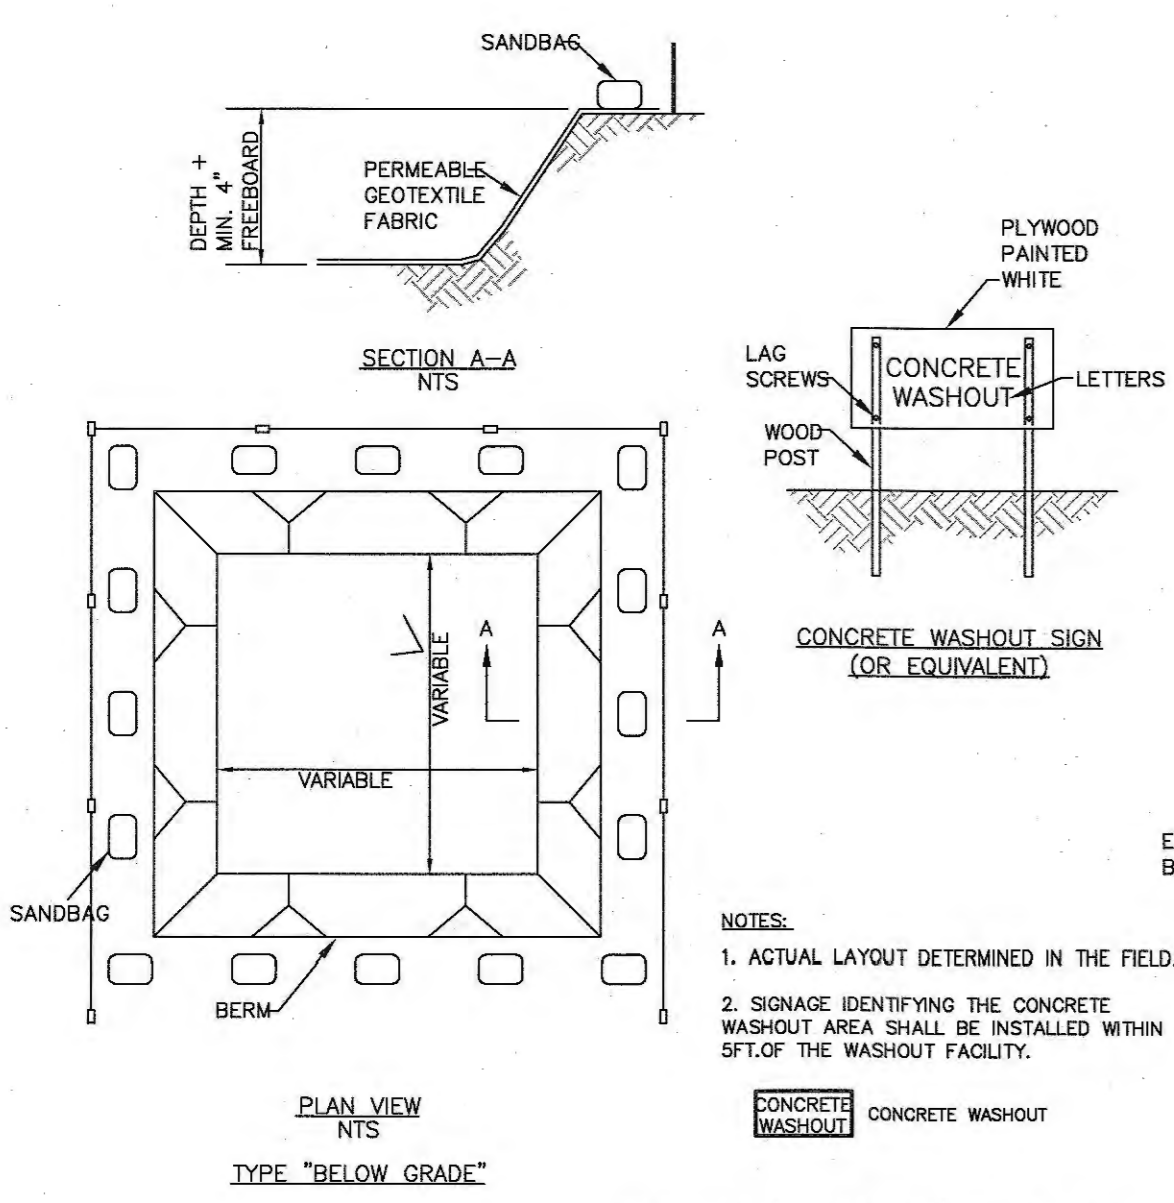 SANDBAG
DEPTH +
MIN. 4"
FREEBOARD
PERMEABLE
GEOTEXTILE
FABRIC
SECTION A-A
NTS
PLYWOOD
PAINTED
WHITE
LAG
SCREWS
CONCRETE
WASHOUT
LETTERS
WOOD
POST
CONCRETE WASHOUT SIGN
(OR EQUIVALENT)
A
A
VARIABLE
VARIABLE
SANDBAG
BERM
PLAN VIEW
NTS
TYPE "BELOW GRADE"
E
B
NOTES:
1. ACTUAL LAYOUT DETERMINED IN THE FIELD.
2. SIGNAGE IDENTIFYING THE CONCRETE
WASHOUT AREA SHALL BE INSTALLED WITHIN
5FT.OF THE WASHOUT FACILITY.
CONCRETE
WASHOUT
CONCRETE WASHOUT